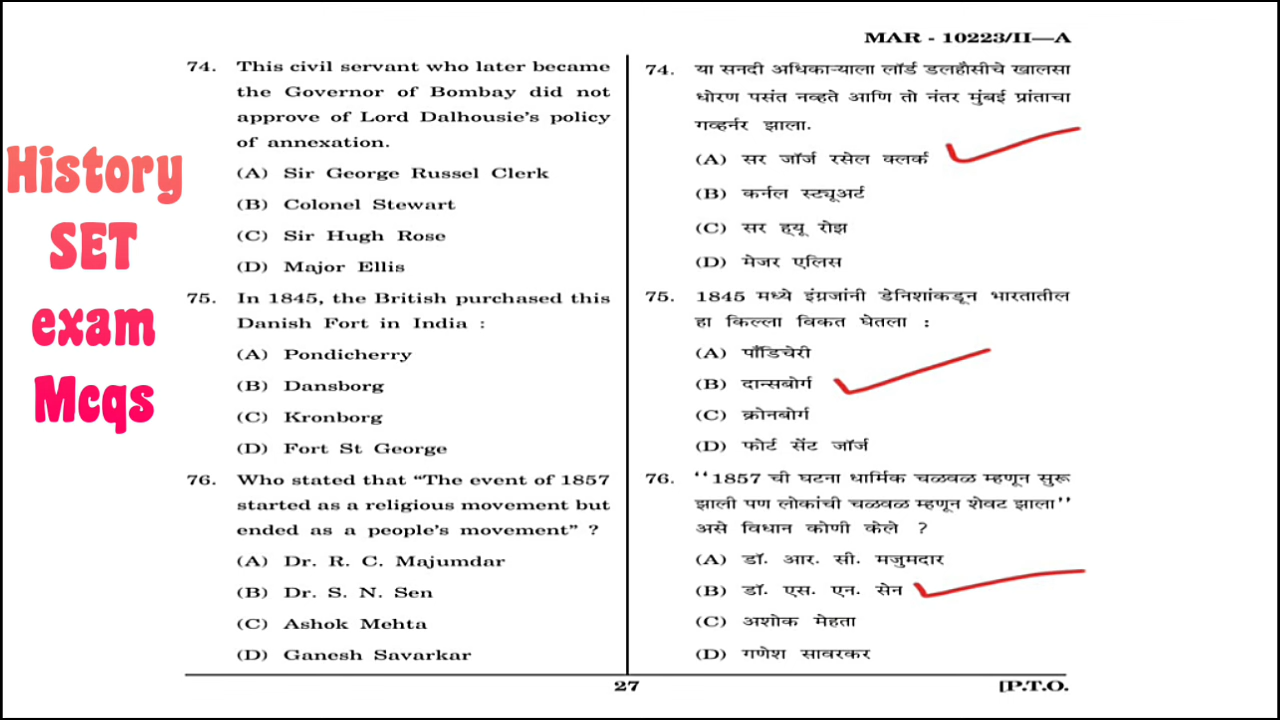 MAR - 10223/II—A
History
SET
exam
Mcqs
74. This civil servant who later became
the Governor of Bombay did not
approve of Lord Dalhousie's policy
of annexation.
(A) Sir George Russel Clerk
(B) Colonel Stewart
(C) Sir Hugh Rose
(D) Major Ellis
75. In 1845, the British purchased this
Danish Fort in India :
(A) Pondicherry
(B) Dansborg
(C) Kronborg
(D) Fort St George
76. Who stated that “The event of 1857
started as a religious movement but
ended as a people's movement” ?
(A) Dr. R. C. Majumdar
(B) Dr. S. N. Sen
(C) Ashok Mehta
(D) Ganesh Savarkar
74. या सनदी अधिकाऱ्याला लॉर्ड डलहौसीचे खालसा
धोरण पसंत नव्हते आणि तो नंतर मुंबई प्रांताचा
गव्हर्नर झाला.
(A) सर जॉर्ज रसेल क्लर्क
(B) कर्नल स्ट्यूअर्ट
(C) सर ह्यू रोझ
(D) मेजर एलिस
75. 1845 मध्ये इंग्रजांनी डेनिशांकडून भारतातील
हा किल्ला विकत घेतला :
(A) पाँडिचेरी
(B) दान्सबोर्ग
(C) क्रोनबोर्ग
(D) फोर्ट सेंट जॉर्ज
76. ‘‘1857 ची घटना धार्मिक चळवळ म्हणून सुरू
झाली पण लोकांची चळवळ म्हणून शेवट झाला’’
असे विधान कोणी केले ?
(A) डॉ. आर. सी. मजुमदार
(B) डॉ. एस. एन. सेन
(C) अशोक मेहता
(D) गणेश सावरकर
27
[P.T.O.